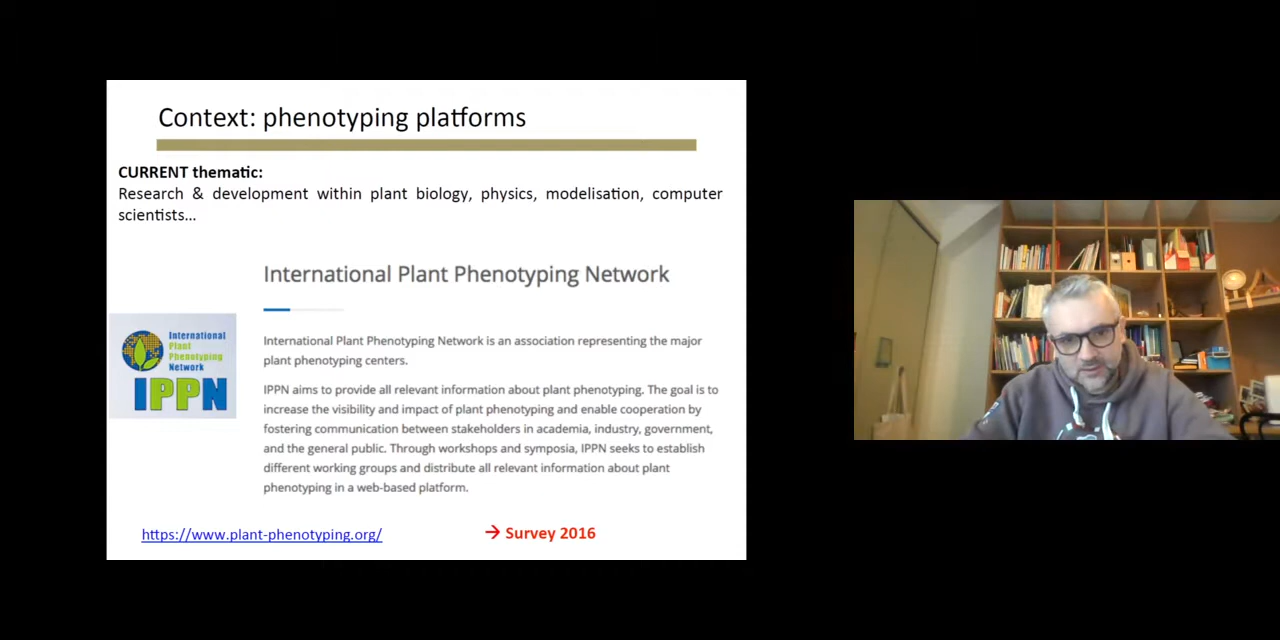 Context: phenotyping platforms
CURRENT thematic:
Research & development within plant biology, physics, modelisation, computer
scientists...
International Plant Phenotyping Network
International
Plant
Phenotyping
Network
IPPN
International Plant Phenotyping Network is an association representing the major
plant phenotyping centers.
IPPN aims to provide all relevant information about plant phenotyping. The goal is to
increase the visibility and impact of plant phenotyping and enable cooperation by
fostering communication between stakeholders in academia, industry, government,
and the general public. Through workshops and symposia, IPPN seeks to establish
different working groups and distribute all relevant information about plant
phenotyping in a web-based platform.
https://www.plant-phenotyping.org/
→ Survey 2016